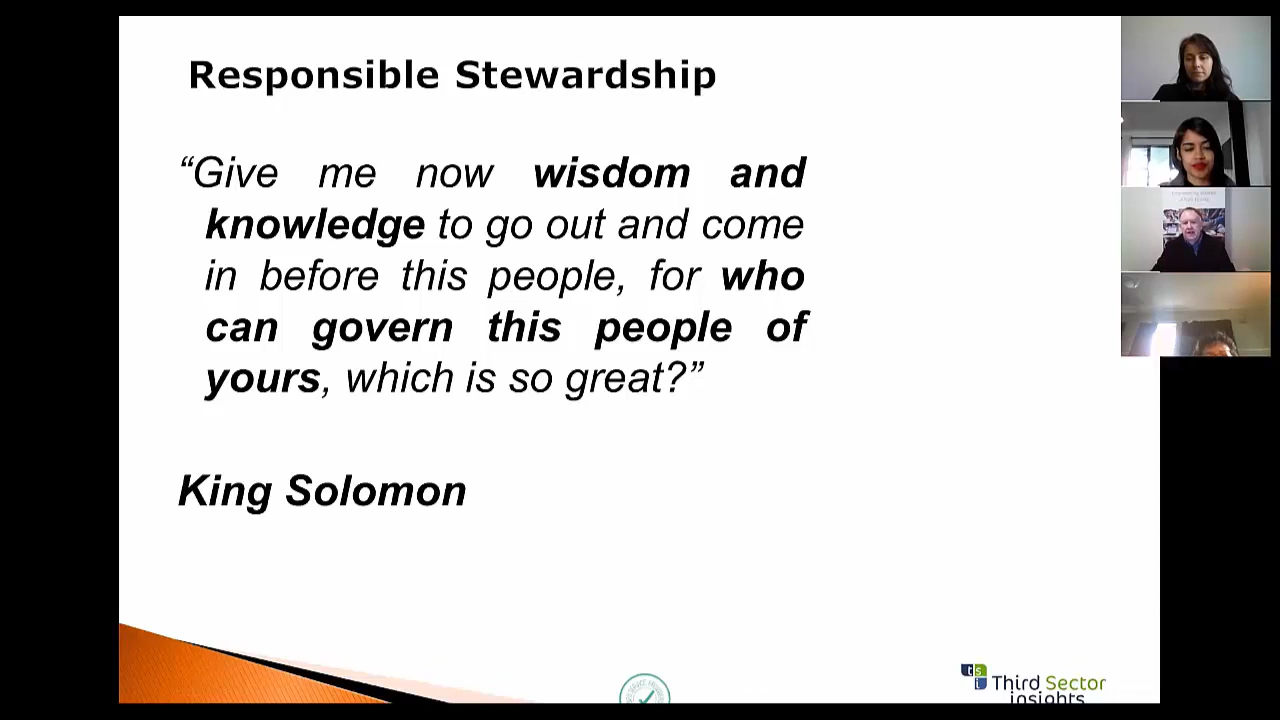 Responsible Stewardship
“Give me now wisdom and
knowledge to go out and come
in before this people, for who
can govern this people of
yours, which is so great?”
King Solomon
tsi
Third Sector
insights